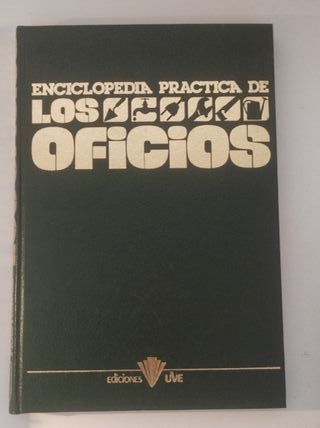 ENCICLOPEDIA PRACTICA DE
LOS
OFICIOS
EDICIONES UVE